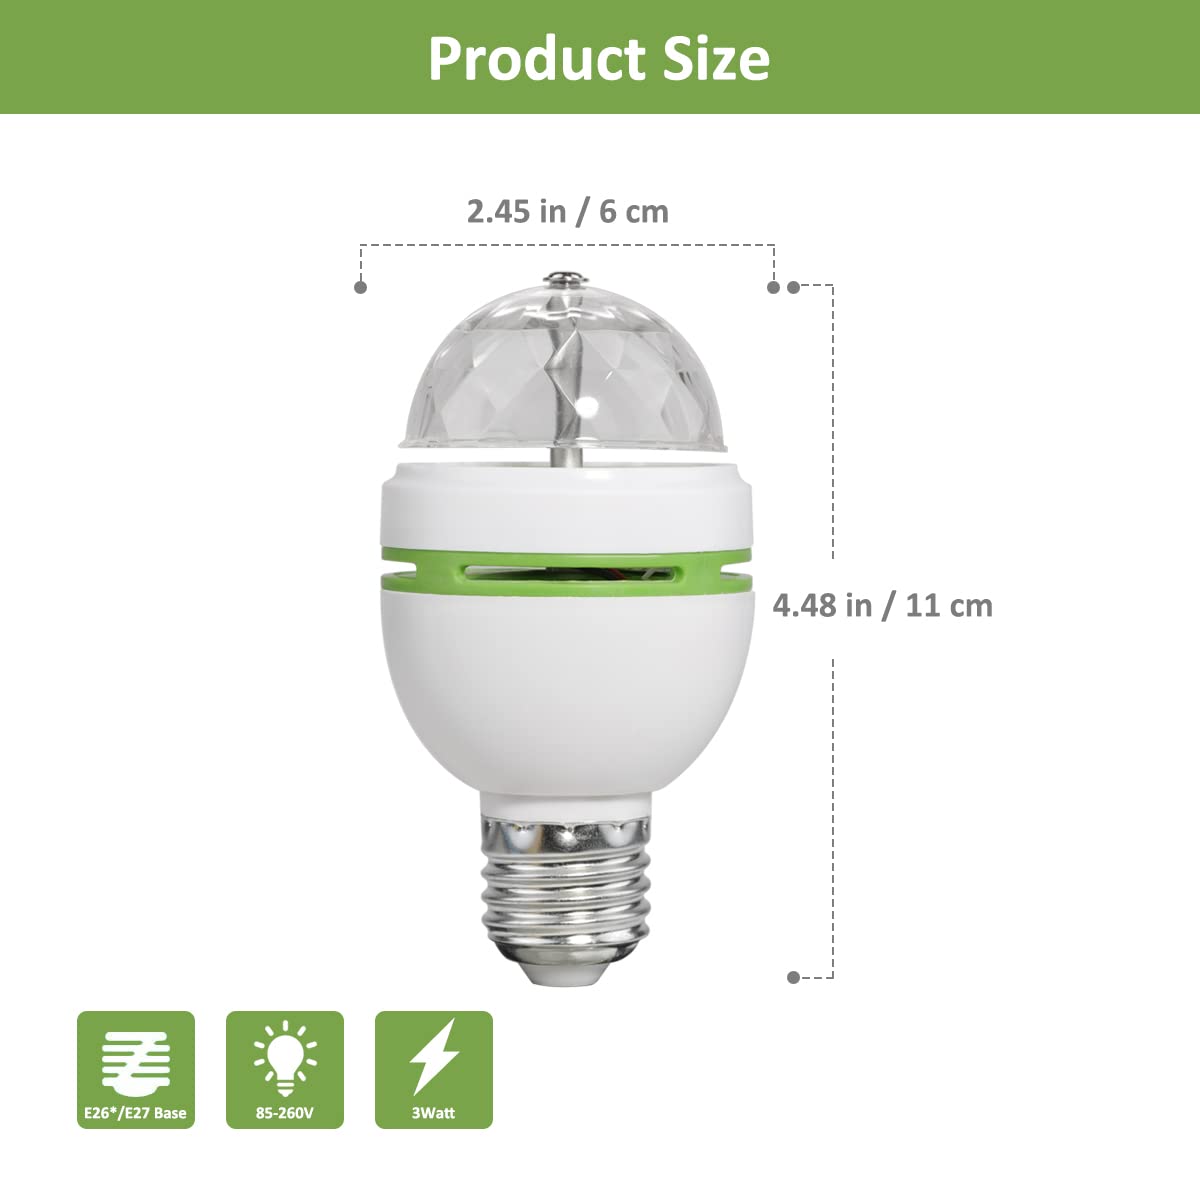 Product Size
2.45 in / 6 cm
4.48 in / 11 cm
E26*/E27 Base
85-260V
3Watt